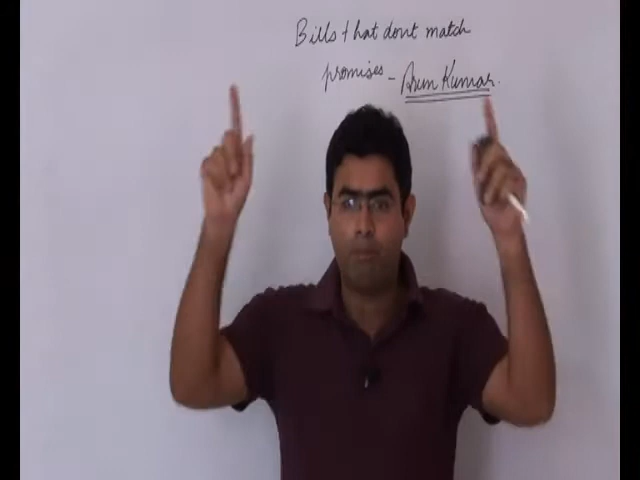 Bills that dont match
promises - Arun Kumar.